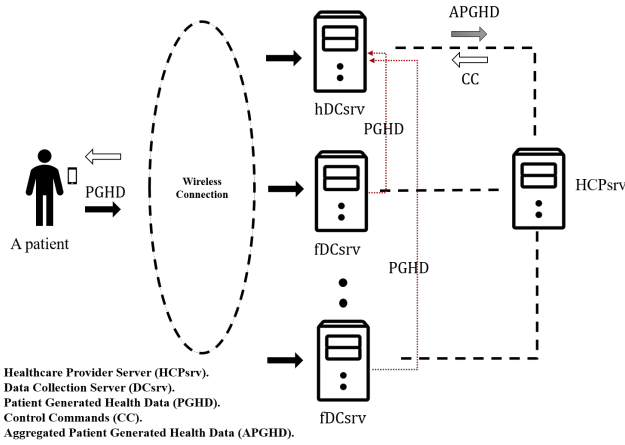 APGHD
CC
hDCsrv
PGHD
Wireless
Connection
PGHD
HCPsrv
A patient
fDCsrv
PGHD
fDCsrv
Healthcare Provider Server (HCPsrv).
Data Collection Server (DCsrv).
Patient Generated Health Data (PGHD).
Control Commands (CC).
Aggregated Patient Generated Health Data (APGHD).